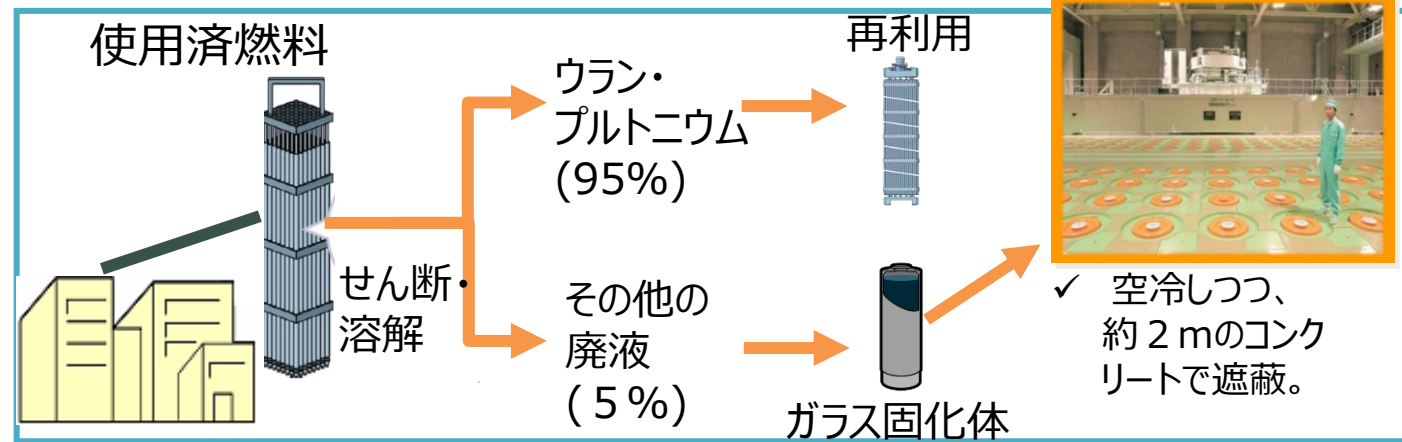 使用済燃料
せん断・
溶解
ウラン・
プルトニウム
(95%)
再利用
その他の
廃液
(５%)
ガラス固化体
✓ 空冷しつつ、
約２ｍのコンク
リートで遮蔽。